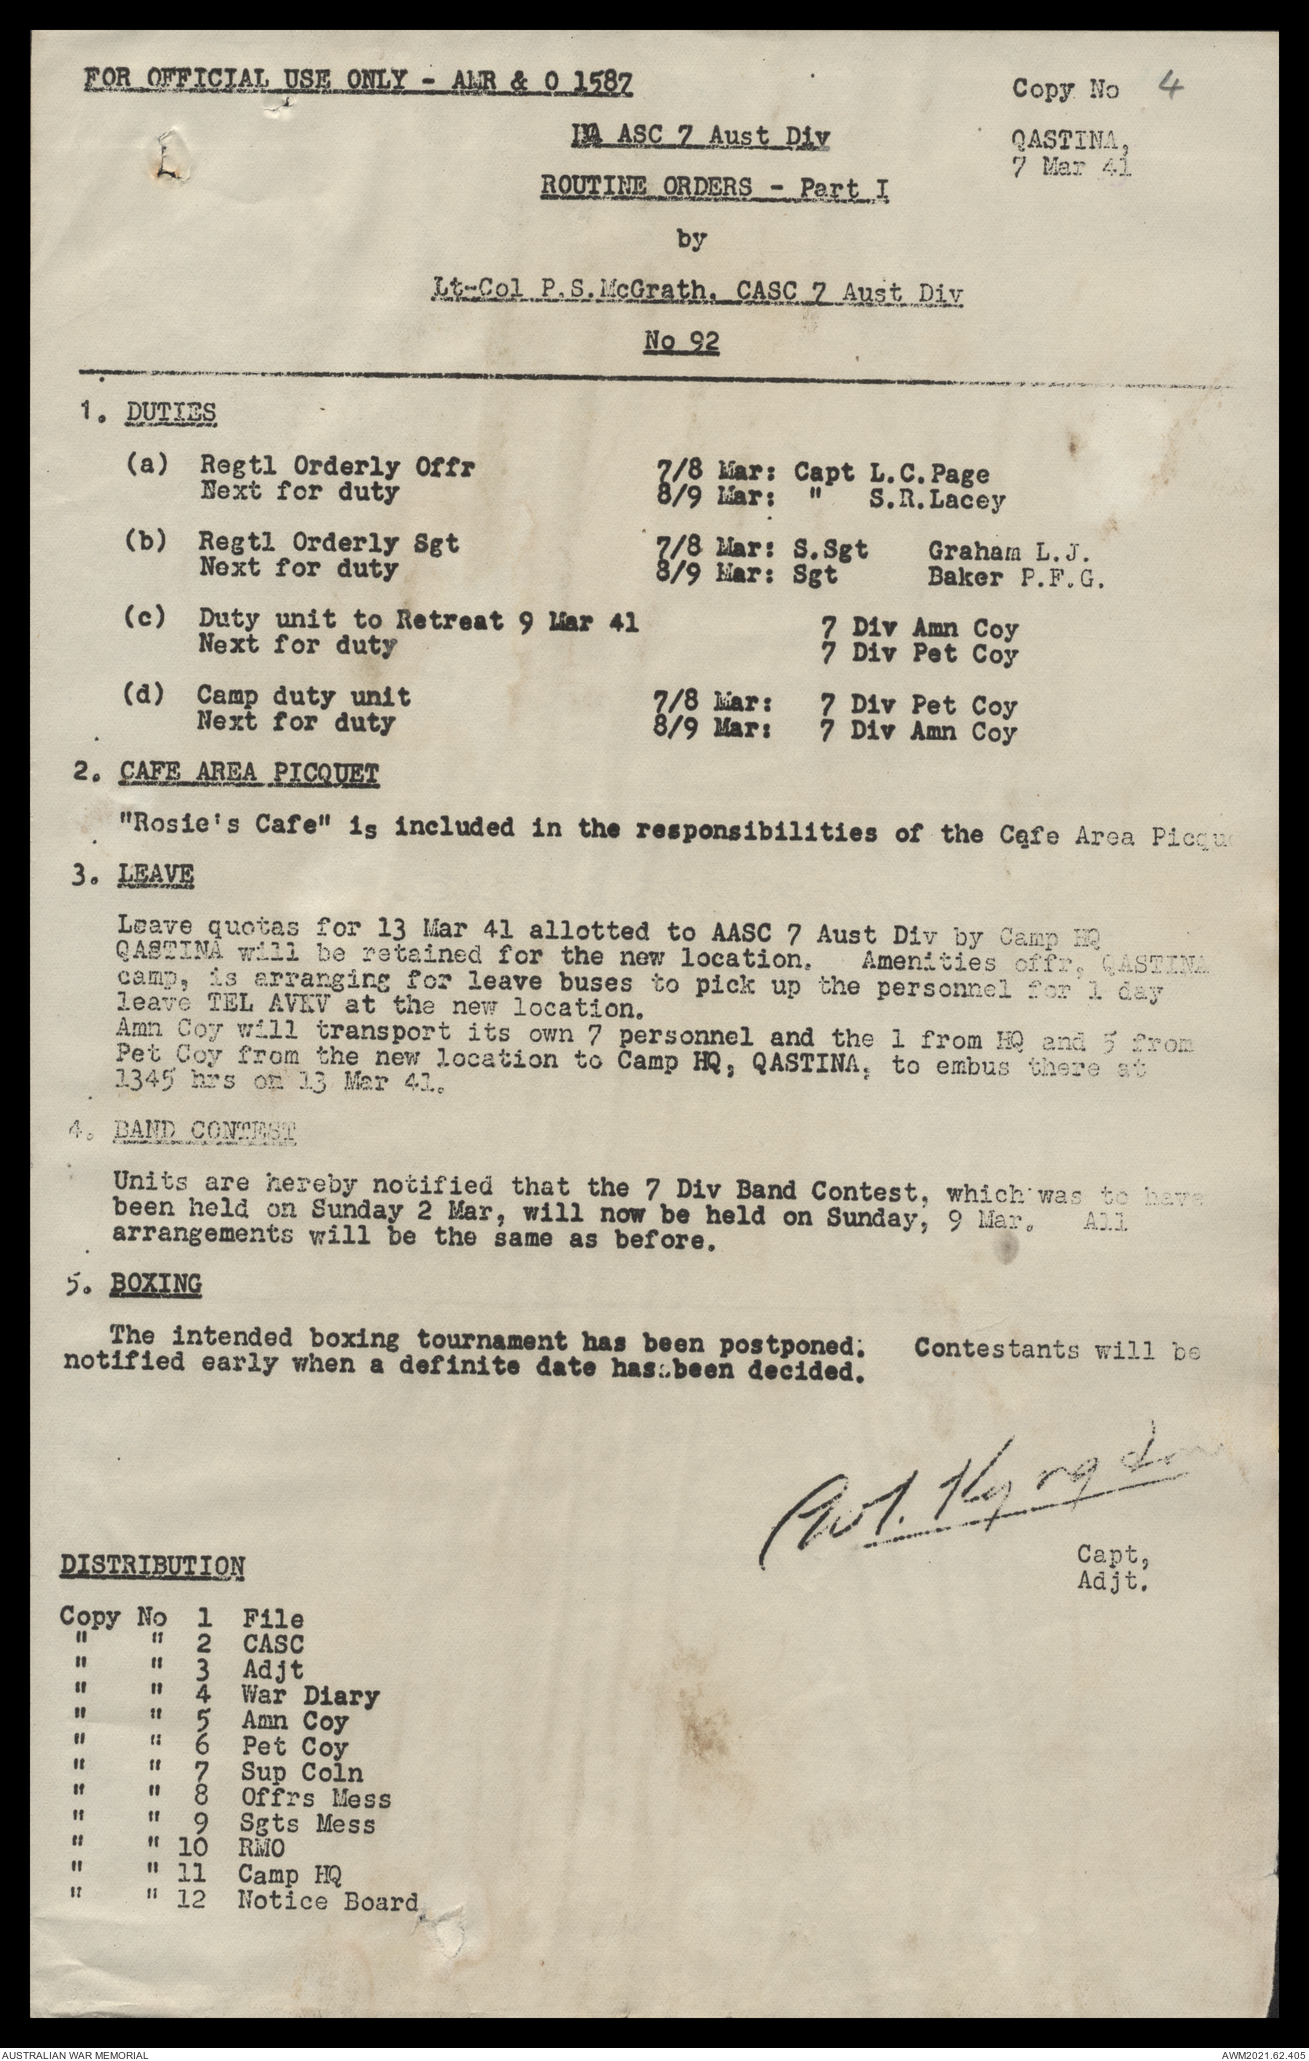 FOR OFFICIAL USE ONLY - AMR & O 1587
Copy No 4
HQ ASC 7 Aust Div
QASTINA,
7 Mar 41
ROUTINE ORDERS - Part I
by
Lt-Col P.S.McGrath, CASC 7 Aust Div
No 92
1. DUTIES
(a) Regtl Orderly Offr 7/8 Mar: Capt L.C.Page
Next for duty 8/9 Mar: " S.R.Lacey
(b) Regtl Orderly Sgt 7/8 Mar: S.Sgt Graham L.J.
Next for duty 8/9 Mar: Sgt Baker P.F.G.
(c) Duty unit to Retreat 9 Mar 41 7 Div Amn Coy
Next for duty 7 Div Pet Coy
(d) Camp duty unit 7/8 Mar: 7 Div Pet Coy
Next for duty 8/9 Mar: 7 Div Amn Coy
2. CAFE AREA PICQUET
"Rosie's Cafe" is included in the responsibilities of the Cafe Area Picqu
3. LEAVE
Leave quotas for 13 Mar 41 allotted to AASC 7 Aust Div by Camp HQ
QASTINA will be retained for the new location. Amenities offr, QASTINA
camp, is arranging for leave buses to pick up the personnel for 1 day
leave TEL AVKV at the new location.
Amn Coy will transport its own 7 personnel and the 1 from HQ and 5 from
Pet Coy from the new location to Camp HQ, QASTINA, to embus there at
1345 hrs on 13 Mar 41.
4. BAND CONTEST
Units are hereby notified that the 7 Div Band Contest, which was to have
been held on Sunday 2 Mar, will now be held on Sunday, 9 Mar. All
arrangements will be the same as before.
5. BOXING
The intended boxing tournament has been postponed. Contestants will be
notified early when a definite date has been decided.
Capt,
Adjt.
DISTRIBUTION
Copy No 1 File
" " 2 CASC
" " 3 Adjt
" " 4 War Diary
" " 5 Amn Coy
" " 6 Pet Coy
" " 7 Sup Coln
" " 8 Offrs Mess
" " 9 Sgts Mess
" " 10 RMO
" " 11 Camp HQ
" " 12 Notice Board
AUSTRALIAN WAR MEMORIAL
AWM2021.62.405